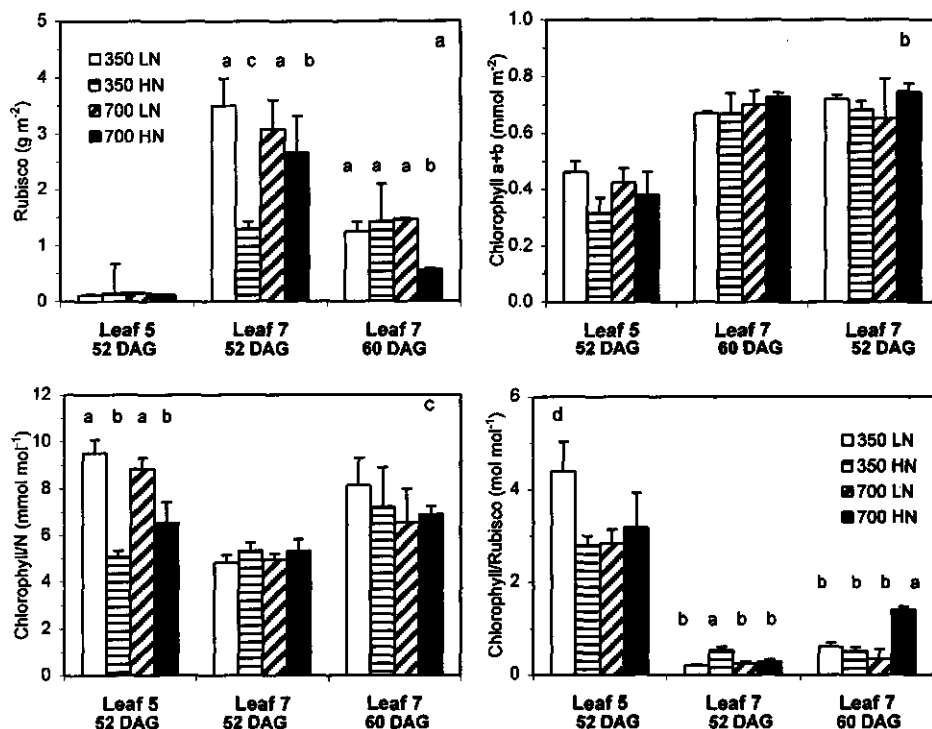 5
4
3
2
1
0
Rubisco (g m-2)
350 LN
350 HN
700 LN
700 HN
a c a b
a
a a a b
Leaf 5
52 DAG
Leaf 7
52 DAG
Leaf 7
60 DAG
1.0
0.8
0.6
0.4
0.2
0.0
Chlorophyll a+b (mmol m-2)
b
Leaf 5
52 DAG
Leaf 7
60 DAG
Leaf 7
52 DAG
12
10
8
6
4
2
0
Chlorophyll/N (mmol mol-1)
a b a b
c
Leaf 5
52 DAG
Leaf 7
52 DAG
Leaf 7
60 DAG
6
4
2
0
Chlorophyll/Rubisco (mol mol-1)
d
350 LN
350 HN
700 LN
700 HN
b a b b
b b b a
Leaf 5
52 DAG
Leaf 7
52 DAG
Leaf 7
60 DAG